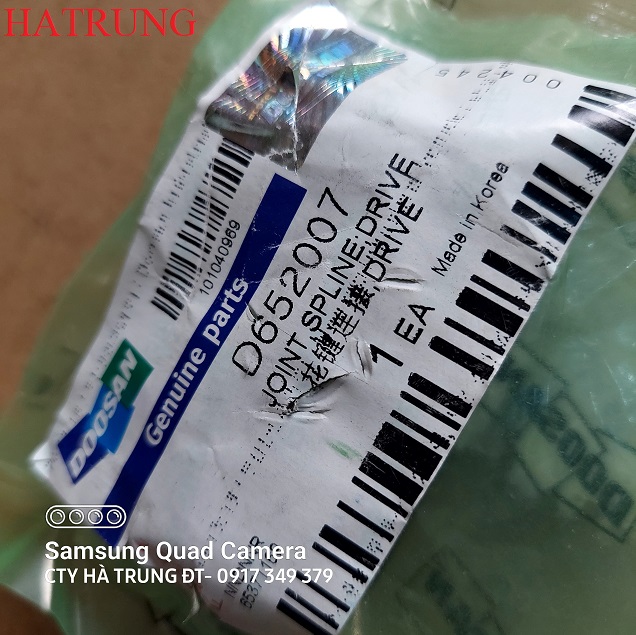 HATRUNG
101040969
DOOSAN
Genuine parts
D652007
JOINT, SPLINE;DRIVE
花键连接 DRIVE
1 EA
Made in Korea
DOOSAN
Samsung Quad Camera
CTY HÀ TRUNG ĐT- 0917 349 379